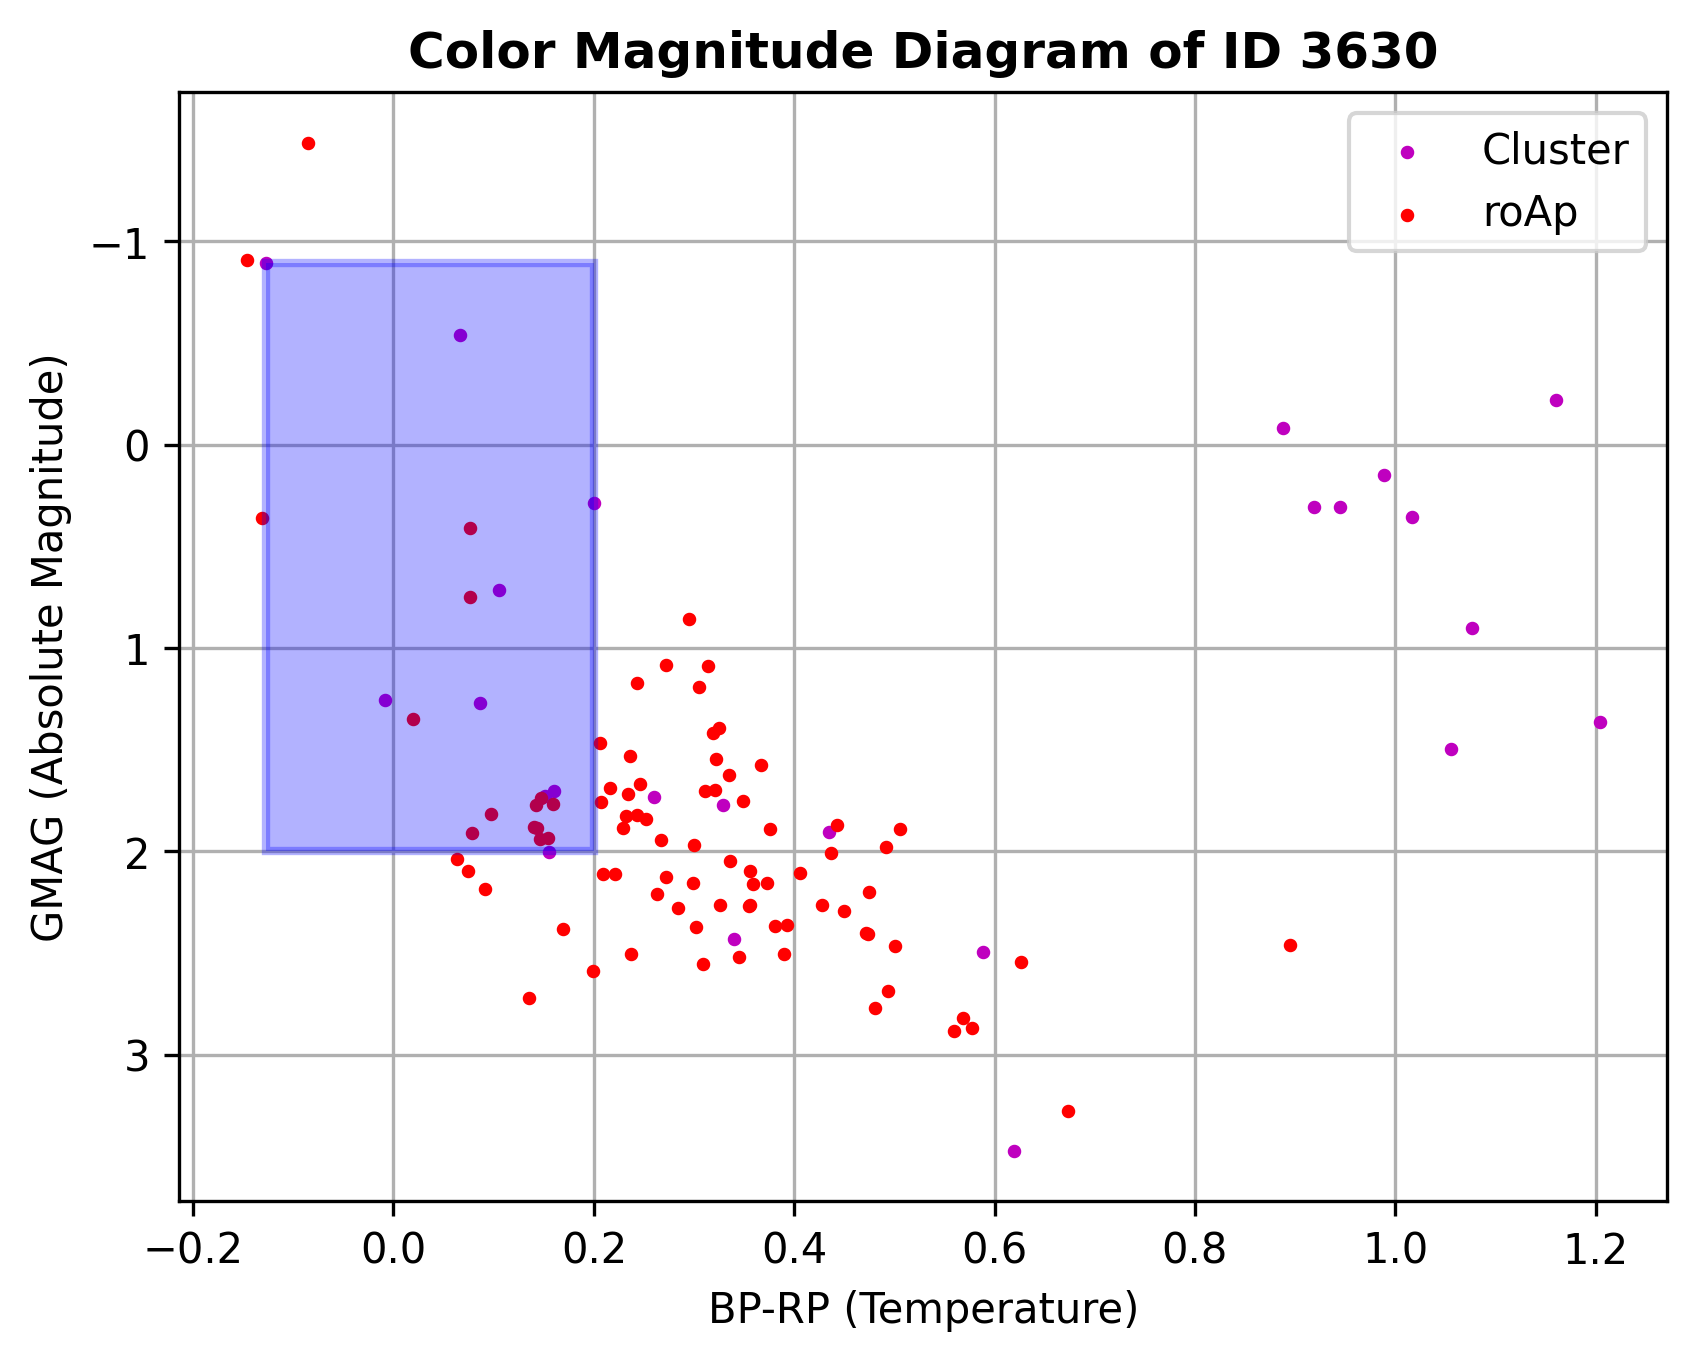 Color Magnitude Diagram of ID 3630
Cluster
roAp
GMAG (Absolute Magnitude)
−1
0
1
2
3
−0.2 0.0 0.2 0.4 0.6 0.8 1.0 1.2
BP-RP (Temperature)